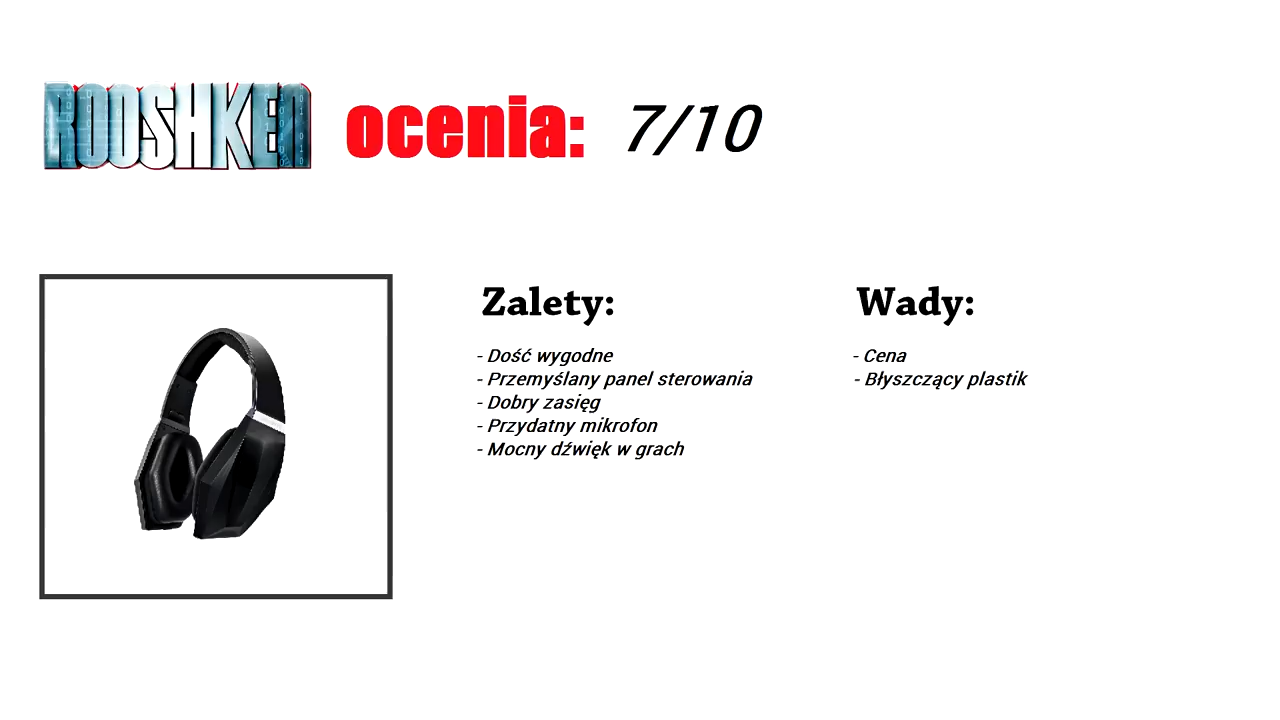 ROOSHKEN ocenia: 7/10
Zalety:
- Dość wygodne
- Przemyślany panel sterowania
- Dobry zasięg
- Przydatny mikrofon
- Mocny dźwięk w grach
Wady:
- Cena
- Błyszczący plastik